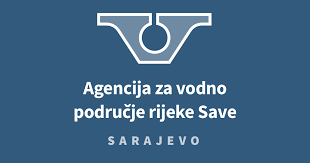 Agencija za vodno
područje rijeke Save
SARAJEVO